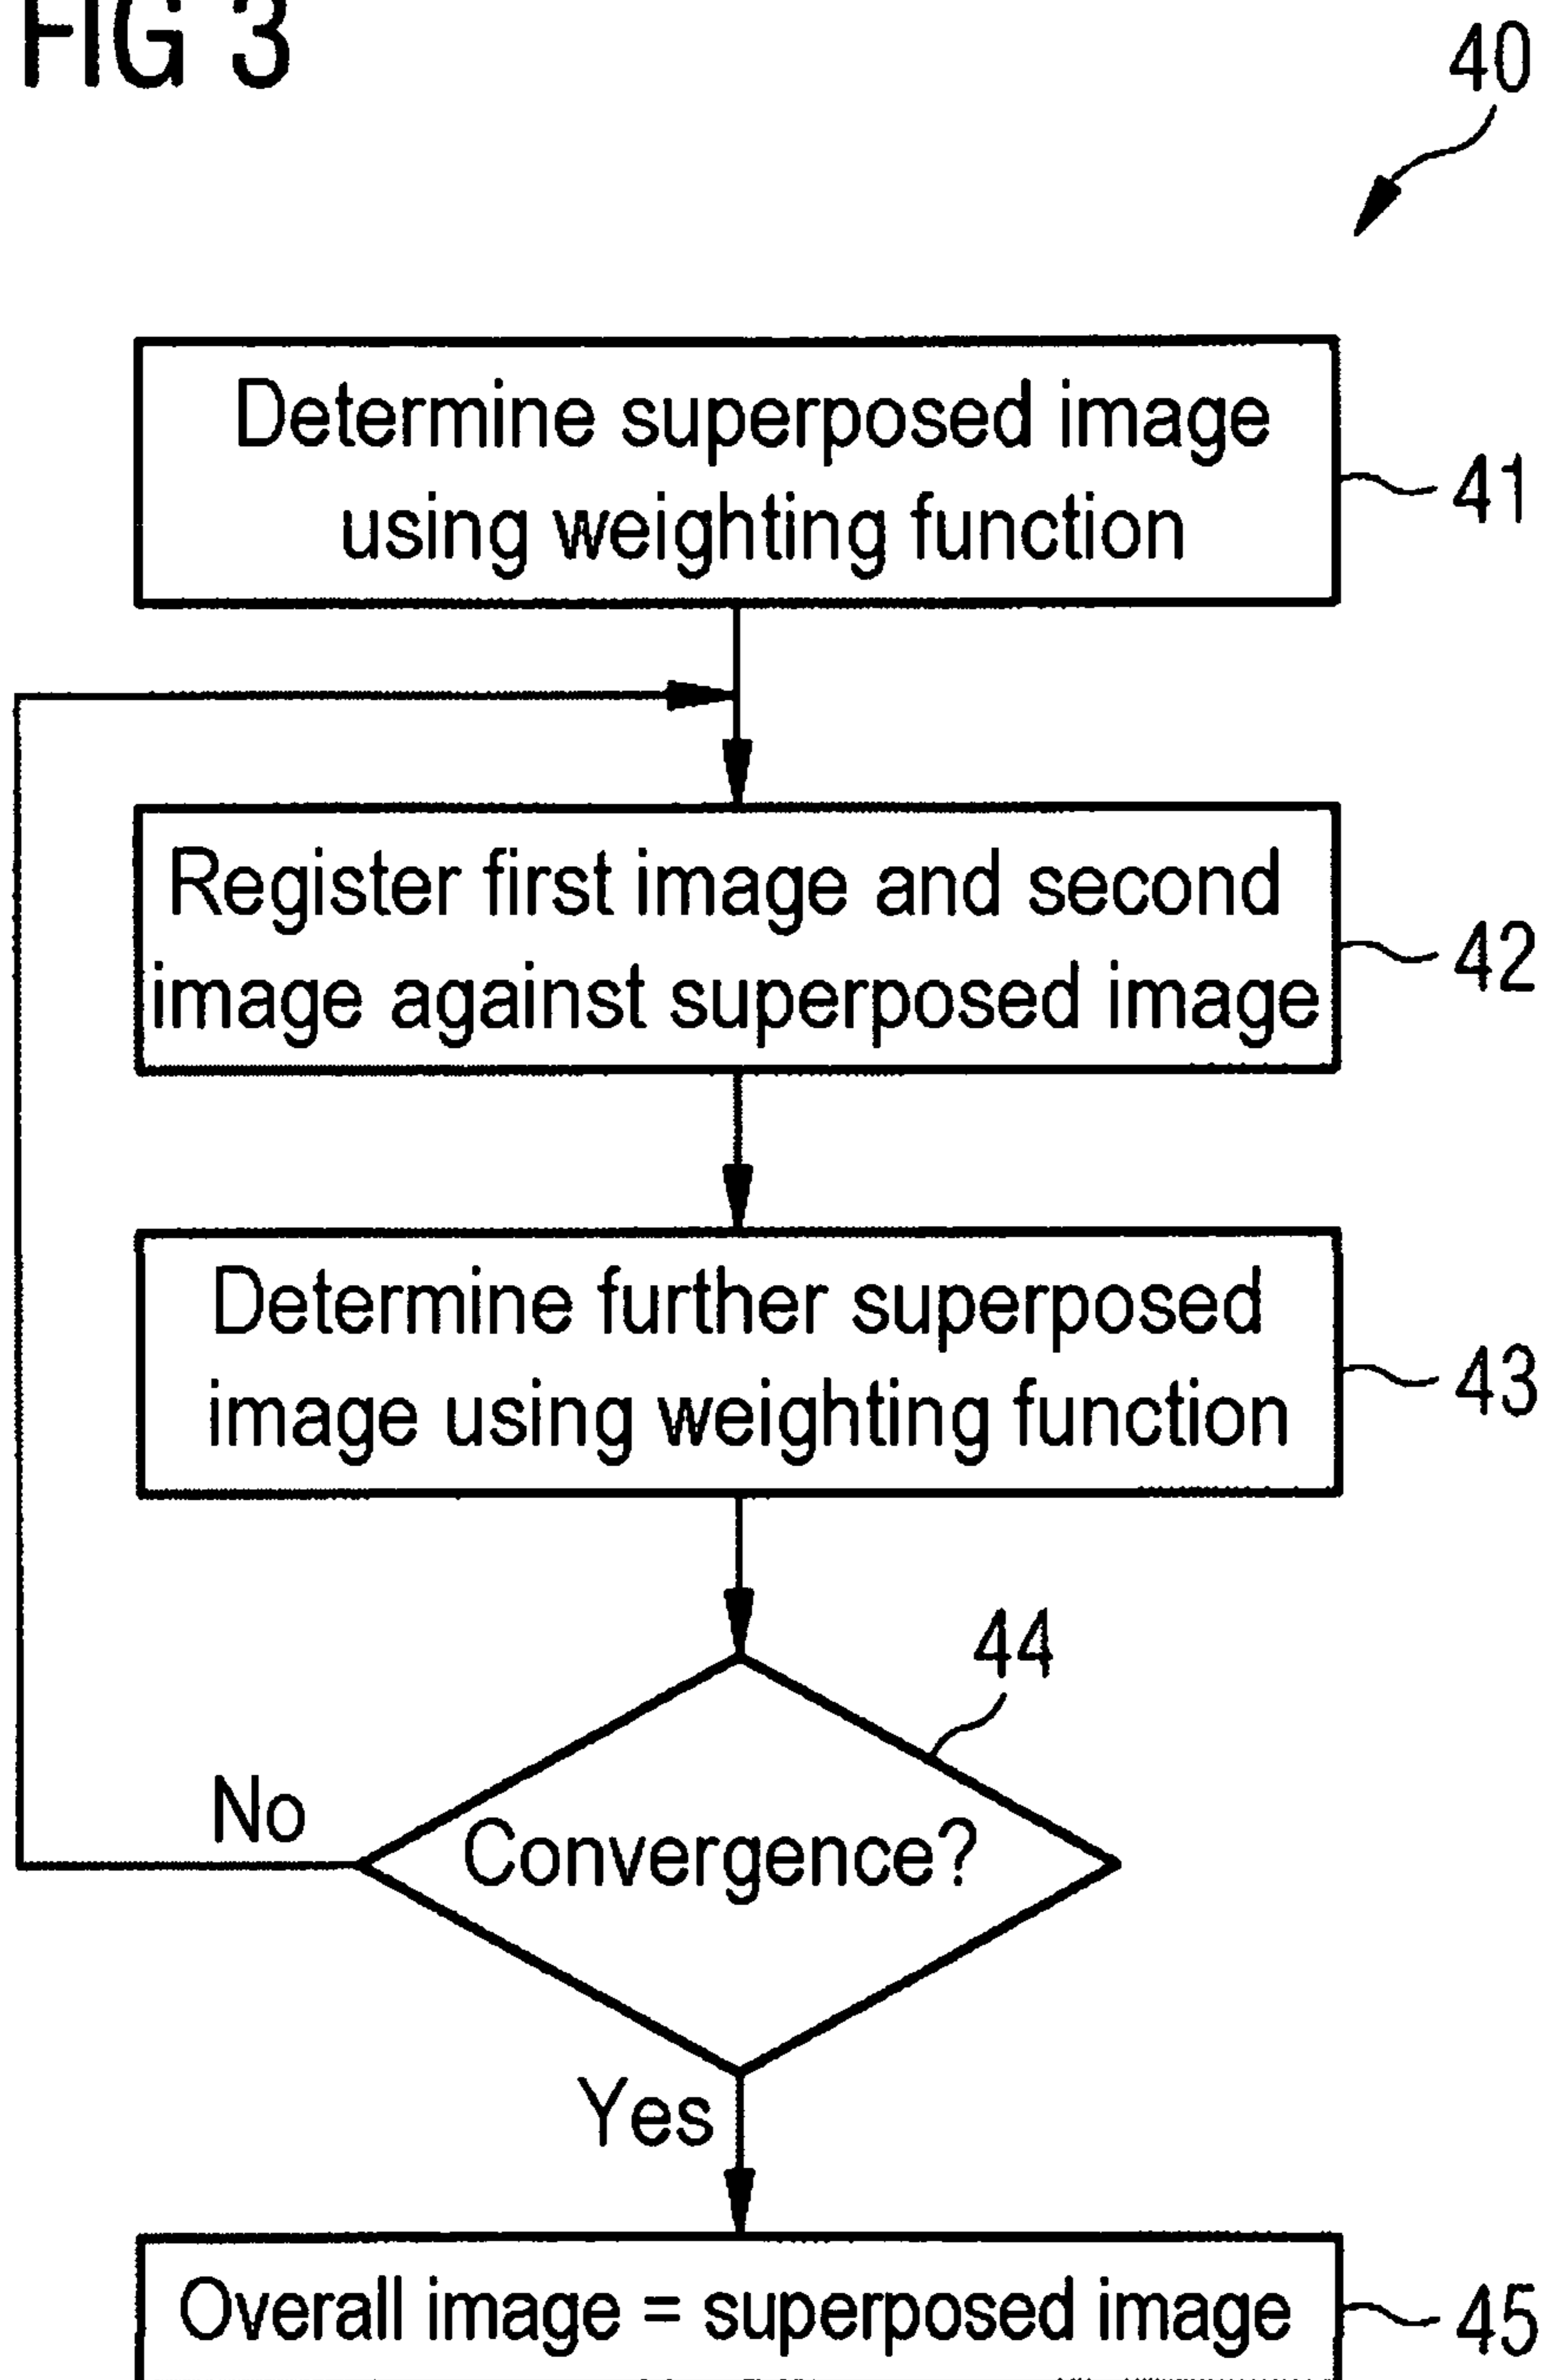 FIG 3
40
Determine superposed image
using weighting function
41
Register first image and second
image against superposed image
42
Determine further superposed
image using weighting function
43
44
Convergence?
No
Yes
Overall image = superposed image
45